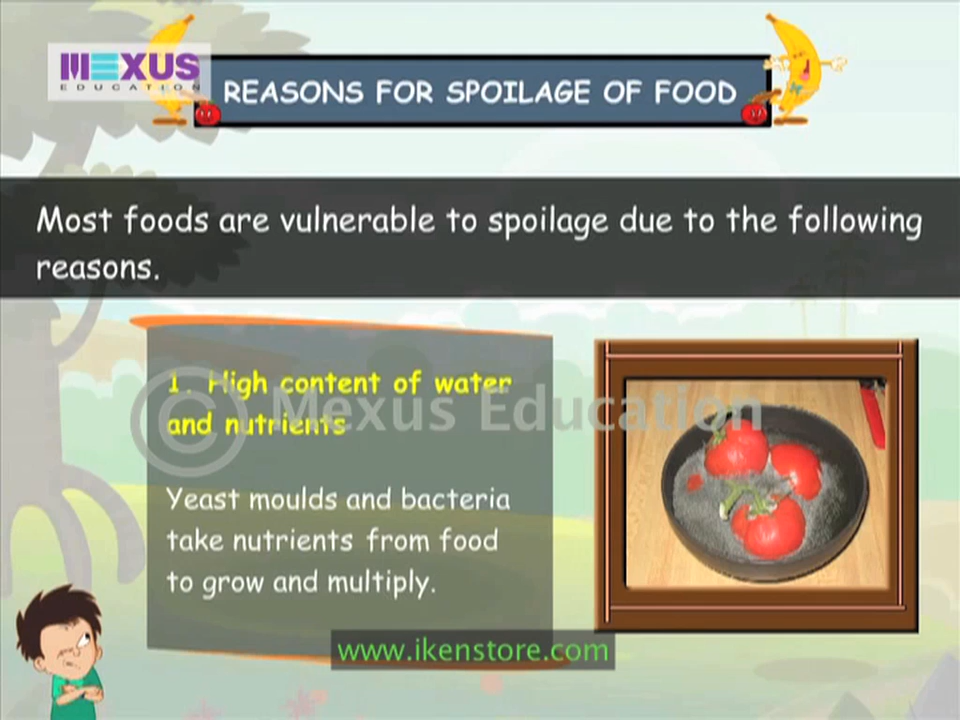 MEXUS
EDUCATION
REASONS FOR SPOILAGE OF FOOD
Most foods are vulnerable to spoilage due to the following
reasons.
1. High content of water
and nutrients
© Mexus Education
Yeast moulds and bacteria
take nutrients from food
to grow and multiply.
www.ikenstore.com